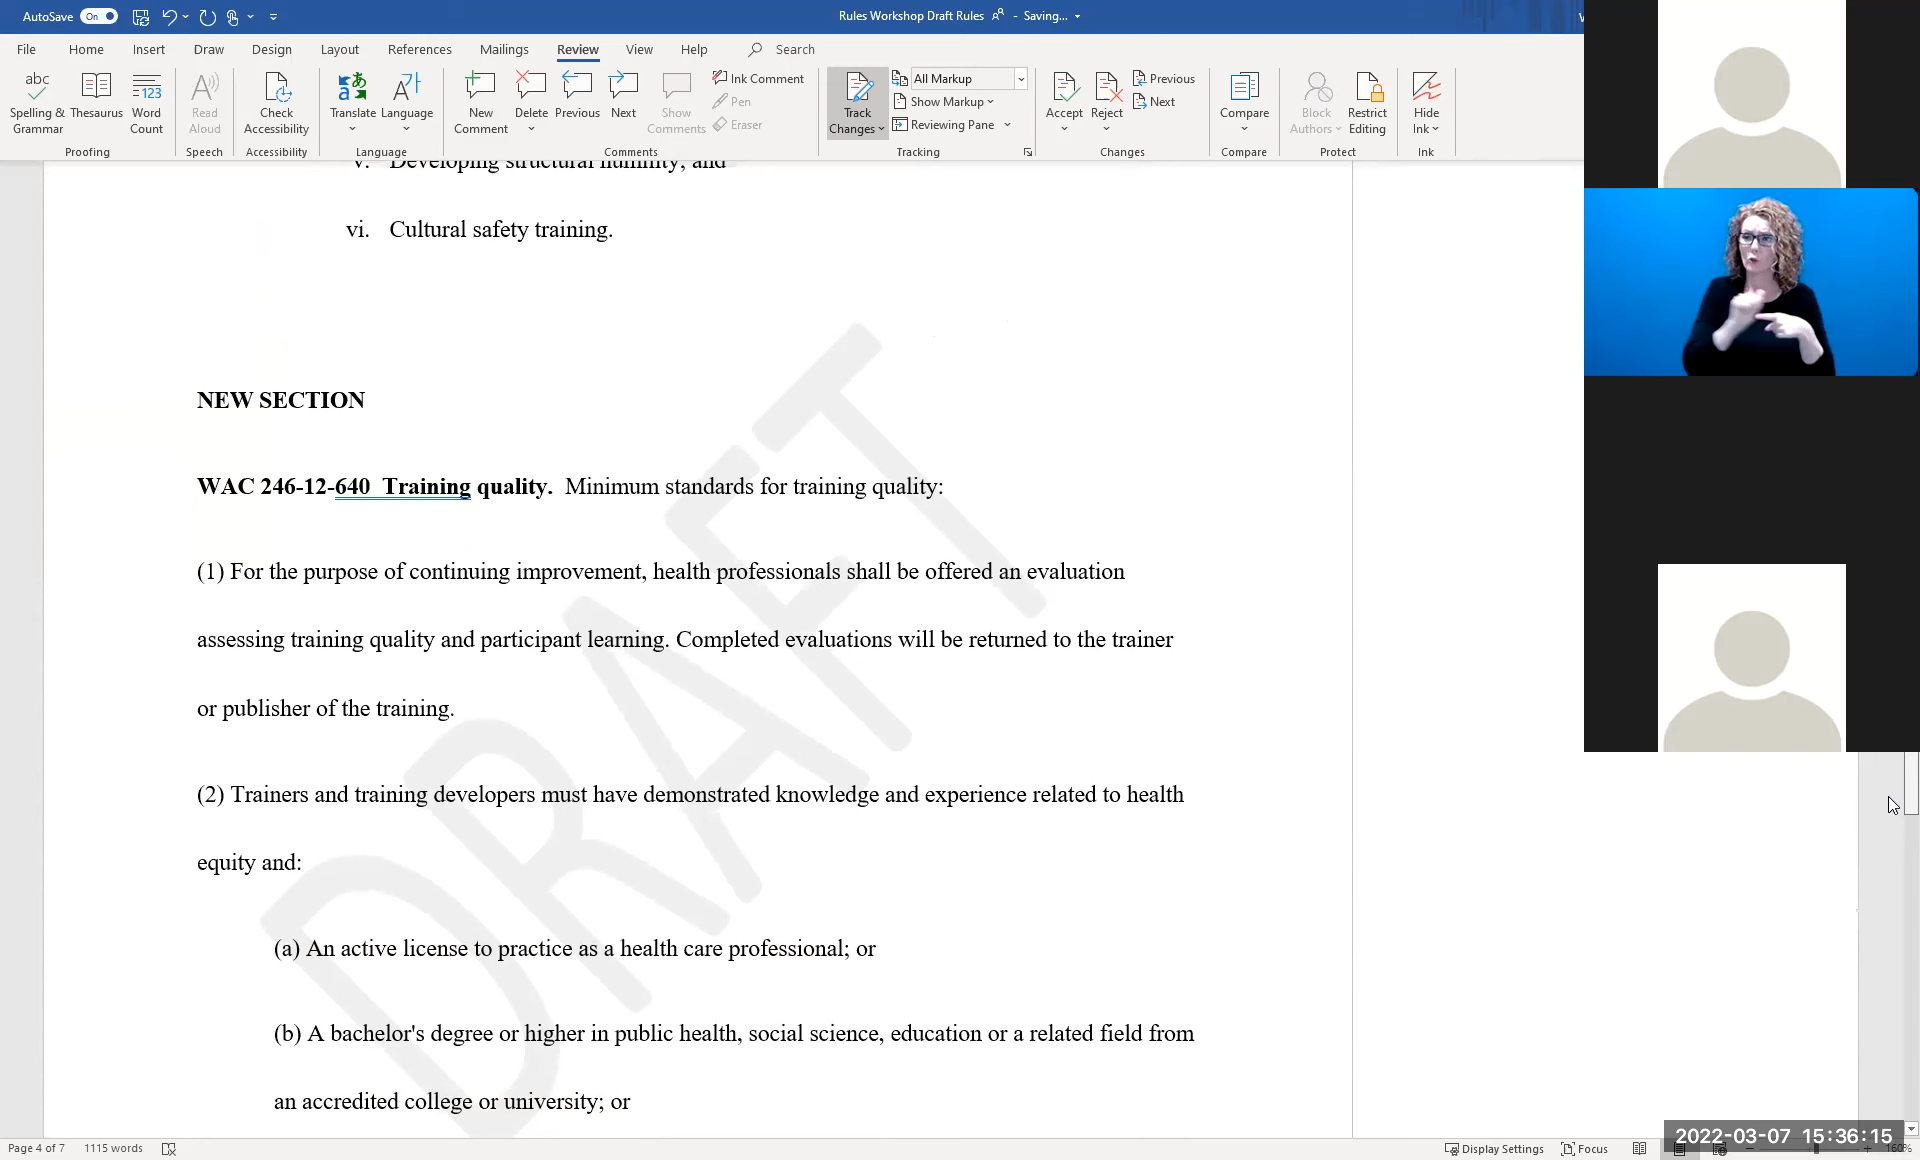 AutoSave On
Rules Workshop Draft Rules - Saving...
File Home Insert Draw Design Layout References Mailings Review View Help Search
abc
Spelling & Grammar
Thesaurus
123
Word Count
Proofing
Read Aloud
Speech
Check Accessibility
Accessibility
Translate
Language
Language
New Comment
Delete
Previous
Next
Show Comments
Ink Comment
Pen
Eraser
Comments
Track Changes
All Markup
Show Markup
Reviewing Pane
Tracking
Accept
Reject
Previous
Next
Changes
Compare
Compare
Block Authors
Restrict Editing
Protect
Hide Ink
Ink
v. Developing structural humility; and
vi. Cultural safety training.
NEW SECTION
WAC 246-12-640 Training quality. Minimum standards for training quality:
(1) For the purpose of continuing improvement, health professionals shall be offered an evaluation
assessing training quality and participant learning. Completed evaluations will be returned to the trainer
or publisher of the training.
(2) Trainers and training developers must have demonstrated knowledge and experience related to health
equity and:
(a) An active license to practice as a health care professional; or
(b) A bachelor's degree or higher in public health, social science, education or a related field from
an accredited college or university; or
DRAFT
Page 4 of 7 1115 words
Display Settings Focus
2022-03-07 15:36:15
160%